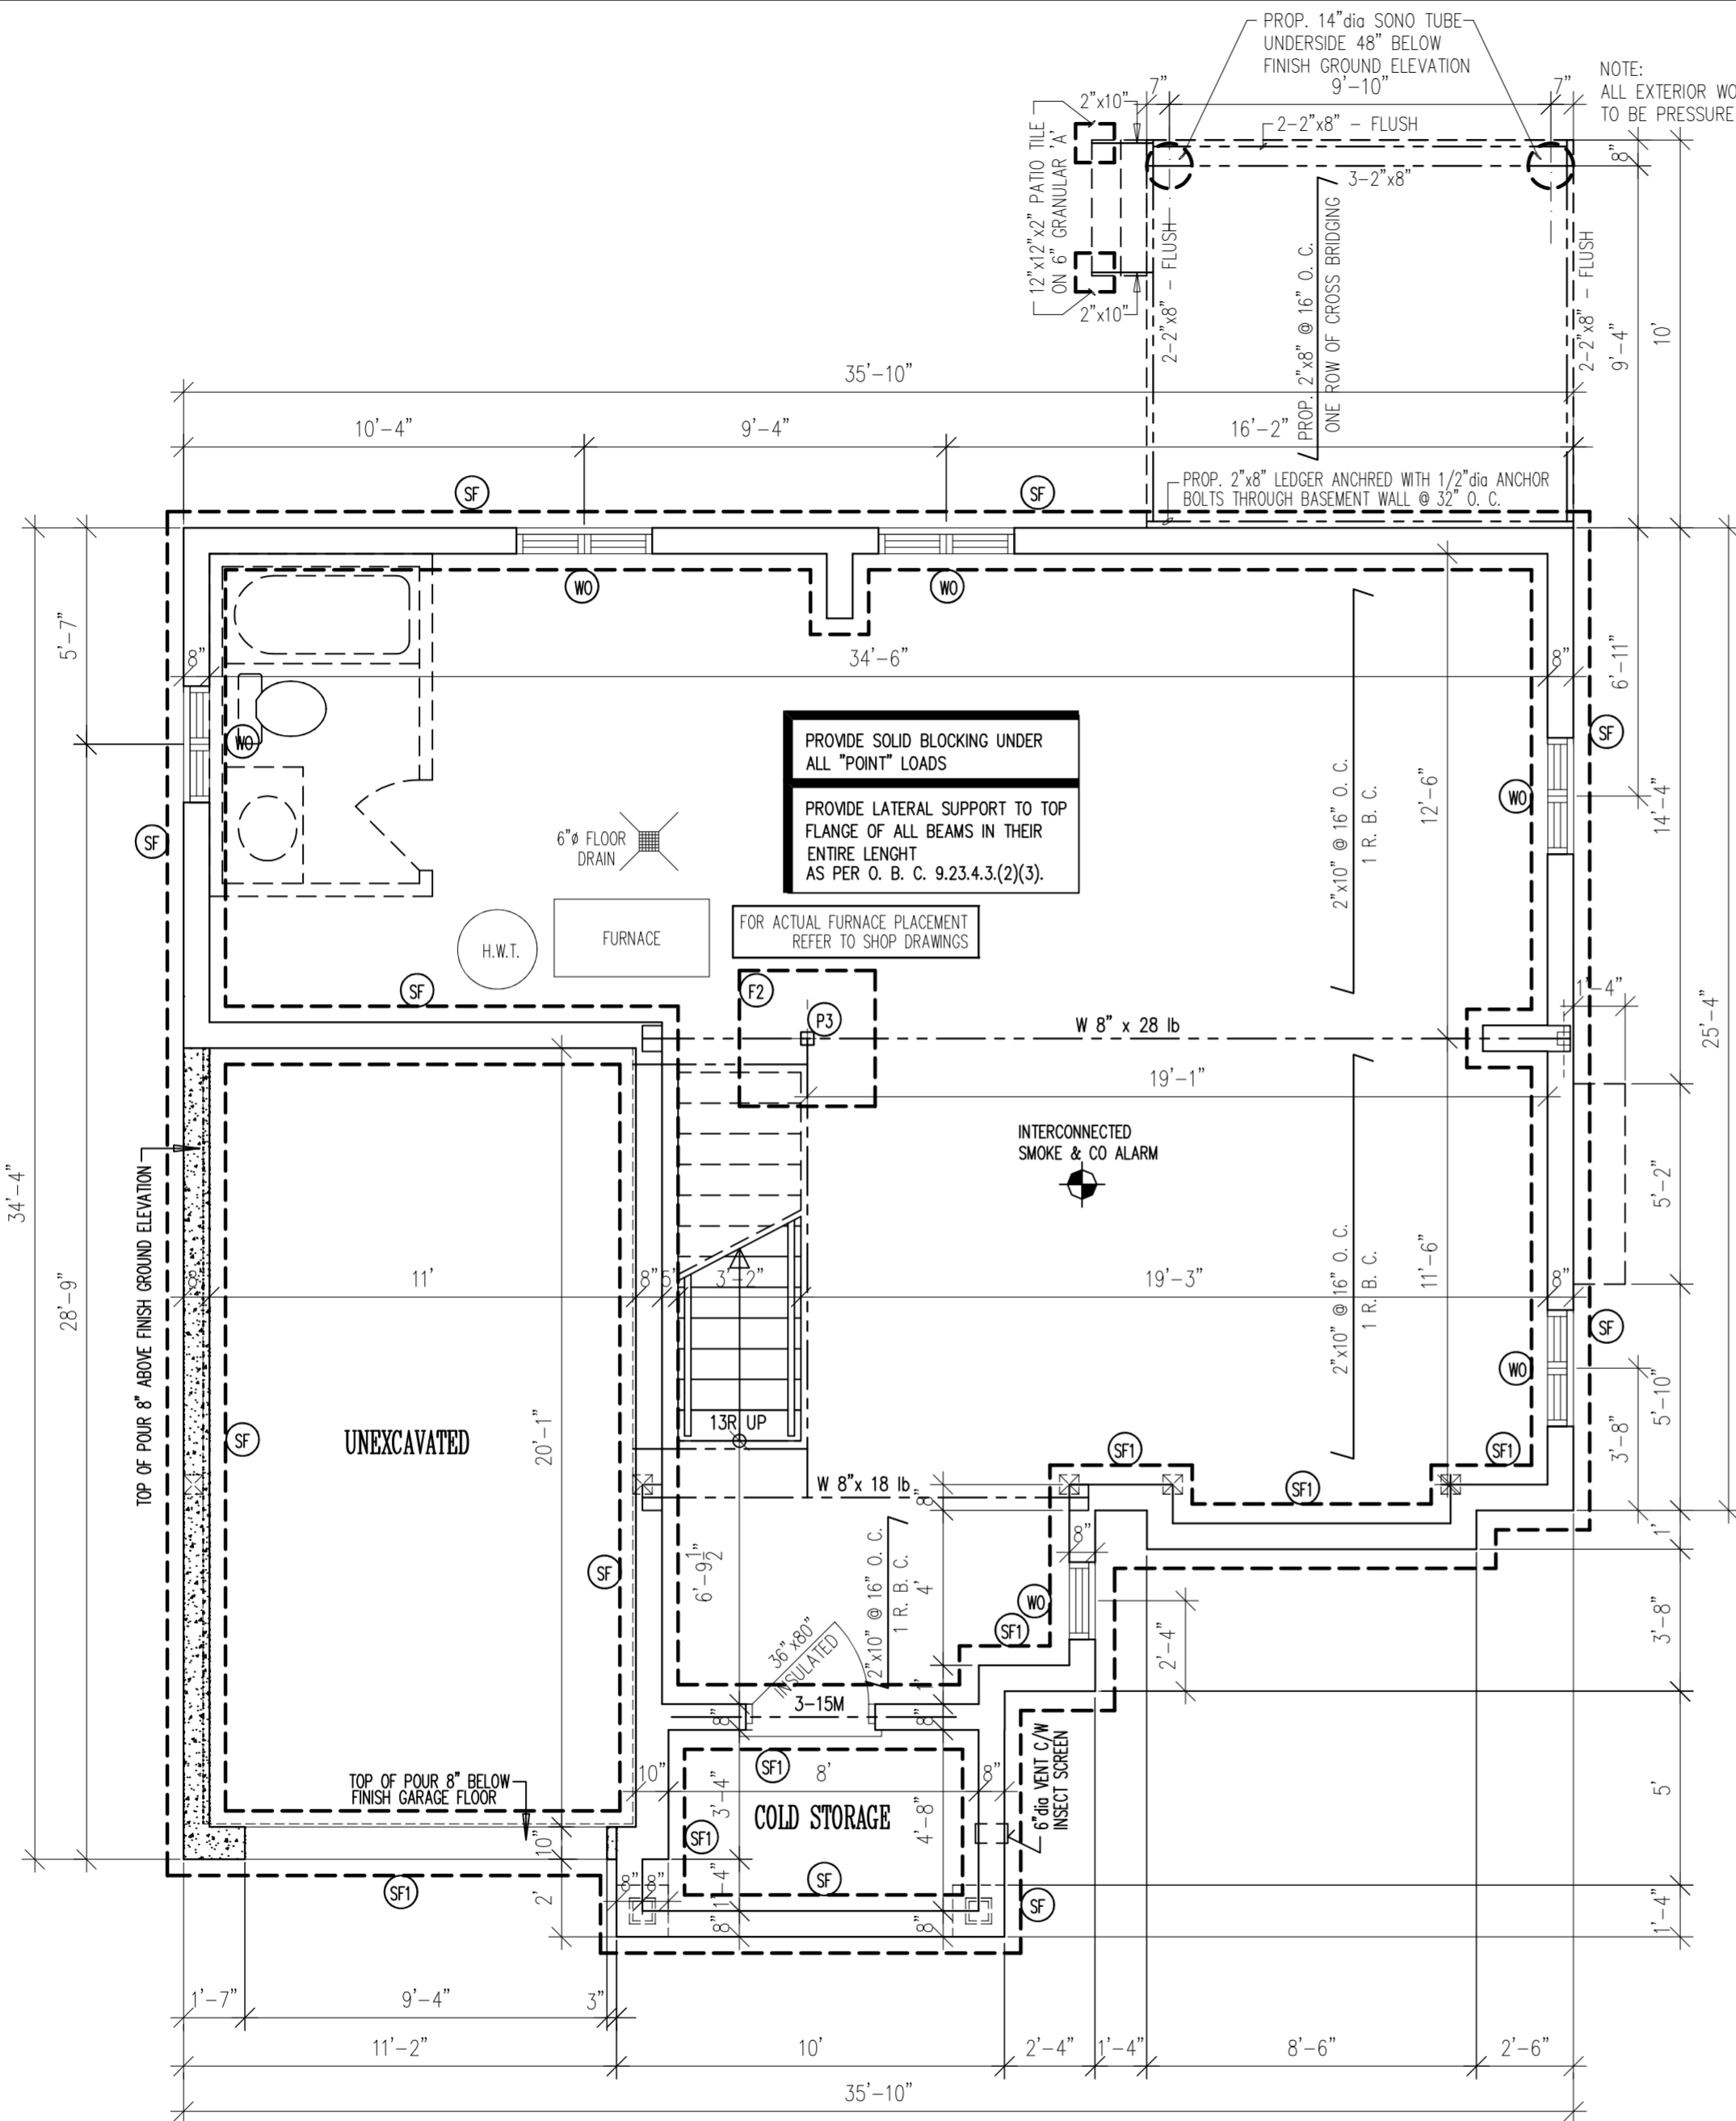 PROP. 14"dia SONO TUBE
UNDERSIDE 48" BELOW
FINISH GROUND ELEVATION
NOTE:
ALL EXTERIOR WO
TO BE PRESSURE
7"
9'-10"
7"
2"x10"
2-2"x8" - FLUSH
3-2"x8"
8"
12"x12"x2" PATIO TILE
ON 6" GRANULAR 'A'
2"x10"
2-2"x8" - FLUSH
PROP. 2"x8" @ 16" O. C.
ONE ROW OF CROSS BRIDGING
2-2"x8" - FLUSH
9'-4"
10'
35'-10"
10'-4"
9'-4"
16'-2"
PROP. 2"x8" LEDGER ANCHRED WITH 1/2"dia ANCHOR
BOLTS THROUGH BASEMENT WALL @ 32" O. C.
SF
SF
WO
WO
5'-7"
8"
34'-6"
8"
6'-11"
WO
SF
SF
WO
14'-4"
PROVIDE SOLID BLOCKING UNDER
ALL "POINT" LOADS
PROVIDE LATERAL SUPPORT TO TOP
FLANGE OF ALL BEAMS IN THEIR
ENTIRE LENGHT
AS PER O. B. C. 9.23.4.3.(2)(3).
2"x10" @ 16" O. C.
1 R. B. C.
12'-6"
6"ø FLOOR
DRAIN
H.W.T.
FURNACE
FOR ACTUAL FURNACE PLACEMENT
REFER TO SHOP DRAWINGS
SF
F2
P3
W 8" x 28 lb
1'-4"
25'-4"
19'-1"
INTERCONNECTED
SMOKE & CO ALARM
34'-4"
28'-9"
TOP OF POUR 8" ABOVE FINISH GROUND ELEVATION
5'-2"
8"
11'
8"
5"
3'-2"
19'-3"
8"
2"x10" @ 16" O. C.
1 R. B. C.
11'-6"
SF
WO
5'-10"
3'-8"
13R UP
UNEXCAVATED
20'-1"
SF
SF1
SF1
SF1
W 8"x 18 lb
8"
8"
1'
6'-9 1/2"
2"x10" @ 16" O. C.
1 R. B. C.
4'
SF
WO
SF1
2'-4"
3'-8"
36"x80"
INSULATED
1'
3-15M
8"
8"
6"dia VENT C/W
INSECT SCREEN
TOP OF POUR 8" BELOW
FINISH GARAGE FLOOR
10"
SF1
8'
8"
3'-4"
COLD STORAGE
4'-8"
5'
SF1
SF
10"
2'
8"
8"
1'-4"
8"
8"
SF1
SF
1'-4"
1'-7"
9'-4"
3"
11'-2"
10'
2'-4"
1'-4"
8'-6"
2'-6"
35'-10"